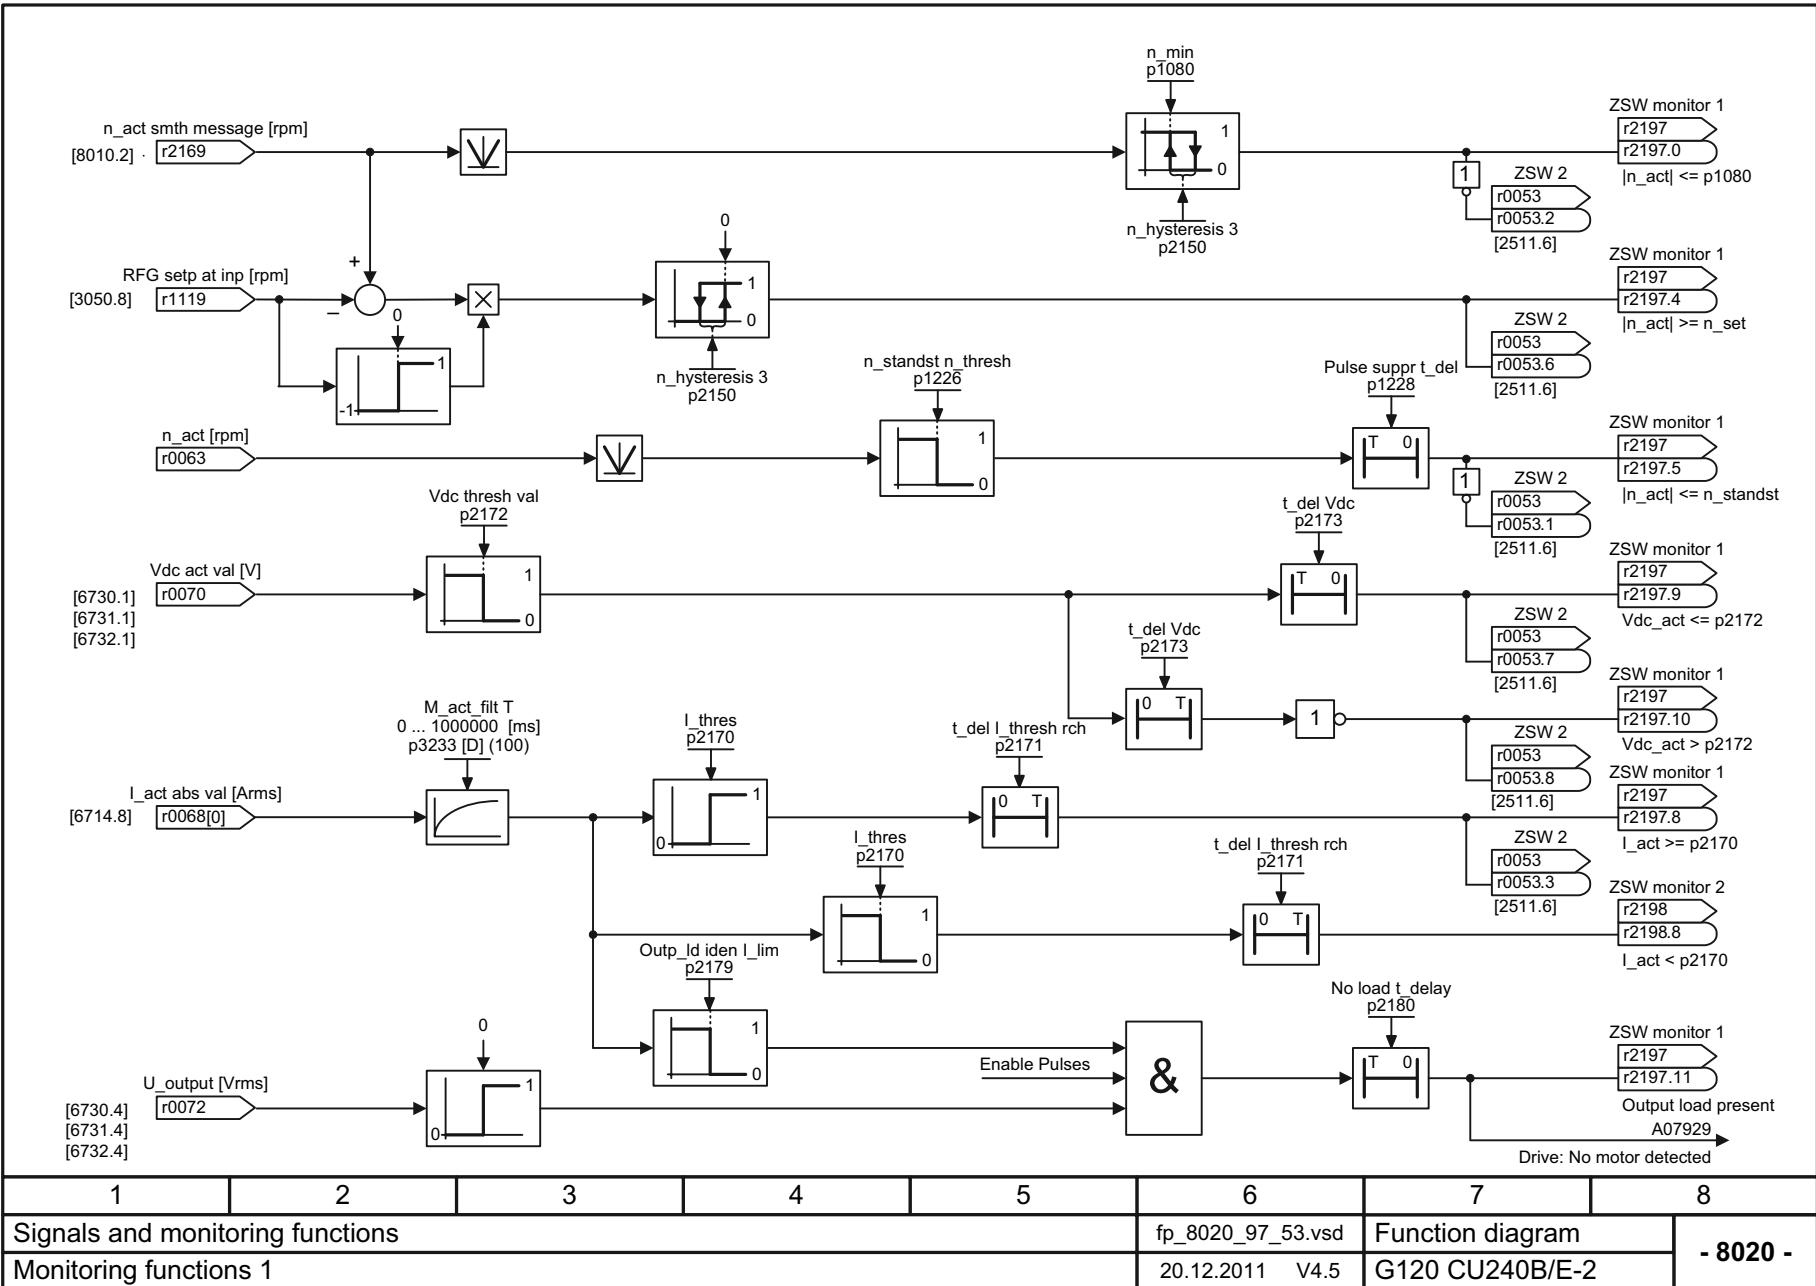 n_min
p1080
n_act smth message [rpm]
[8010.2] . r2169
1
0
n_hysteresis 3
p2150
ZSW monitor 1
r2197
r2197.0
|n_act| <= p1080
1
ZSW 2
r0053
r0053.2
[2511.6]
+
RFG setp at inp [rpm]
[3050.8] r1119
–
0
1
-1
0
1
0
n_hysteresis 3
p2150
ZSW monitor 1
r2197
r2197.4
|n_act| >= n_set
ZSW 2
r0053
r0053.6
[2511.6]
n_act [rpm]
r0063
n_standst n_thresh
p1226
1
0
Pulse suppr t_del
p1228
T 0
ZSW monitor 1
r2197
r2197.5
|n_act| <= n_standst
1
ZSW 2
r0053
r0053.1
[2511.6]
Vdc thresh val
p2172
Vdc act val [V]
r0070
[6730.1]
[6731.1]
[6732.1]
1
0
t_del Vdc
p2173
T 0
ZSW monitor 1
r2197
r2197.9
Vdc_act <= p2172
ZSW 2
r0053
r0053.7
[2511.6]
t_del Vdc
p2173
0 T
1
ZSW monitor 1
r2197
r2197.10
Vdc_act > p2172
ZSW 2
r0053
r0053.8
[2511.6]
M_act_filt T
0 ... 1000000 [ms]
p3233 [D] (100)
I_act abs val [Arms]
[6714.8] r0068[0]
I_thres
p2170
1
0
t_del I_thresh rch
p2171
0 T
ZSW monitor 1
r2197
r2197.8
I_act >= p2170
ZSW 2
r0053
r0053.3
[2511.6]
I_thres
p2170
1
0
t_del I_thresh rch
p2171
0 T
ZSW monitor 2
r2198
r2198.8
I_act < p2170
Outp_ld iden I_lim
p2179
1
0
Enable Pulses
&
No load t_delay
p2180
T 0
ZSW monitor 1
r2197
r2197.11
Output load present
A07929
Drive: No motor detected
U_output [Vrms]
r0072
[6730.4]
[6731.4]
[6732.4]
0
1
0
1 2 3 4 5 6 7 8
Signals and monitoring functions
fp_8020_97_53.vsd
Function diagram
- 8020 -
Monitoring functions 1
20.12.2011 V4.5
G120 CU240B/E-2